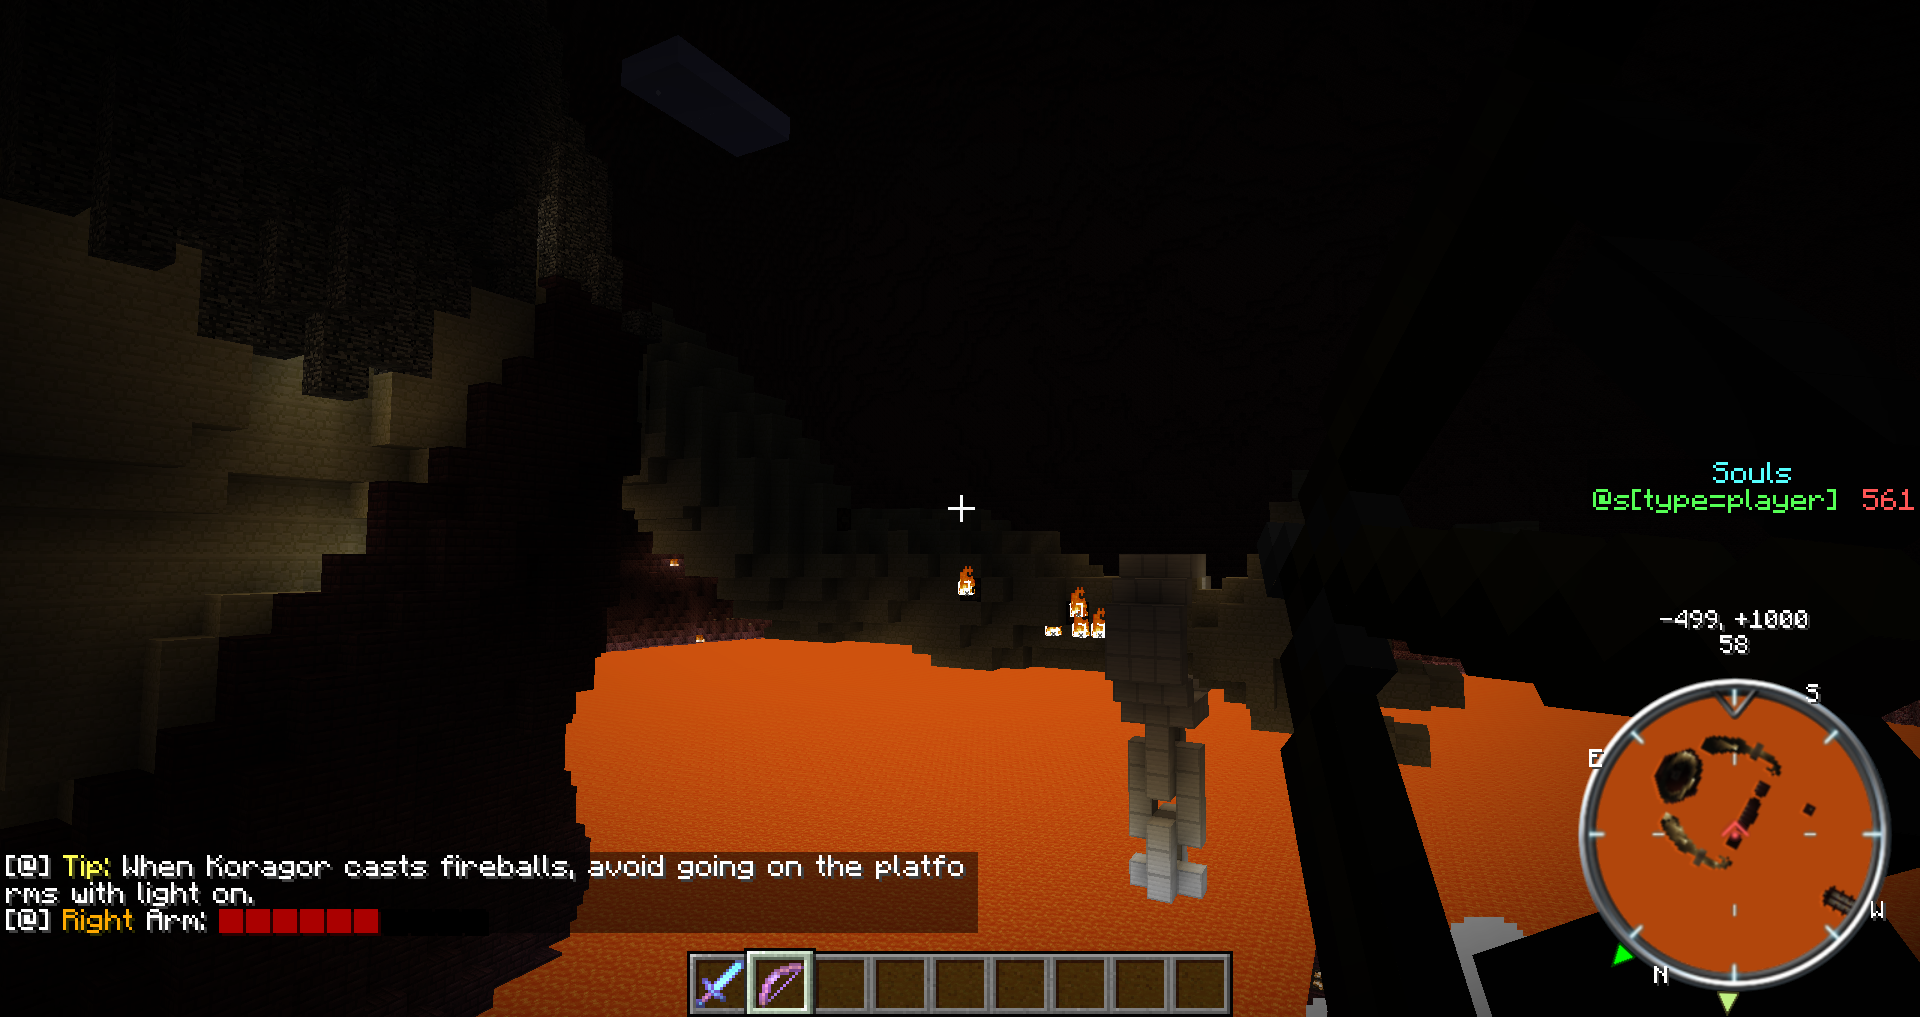 Souls
@s[type=player] 561
-499, +1000
58
S
E
[@] Tip: When Koragor casts fireballs, avoid going on the platfo
rms with light on.
[@] Right Arm:
W
N